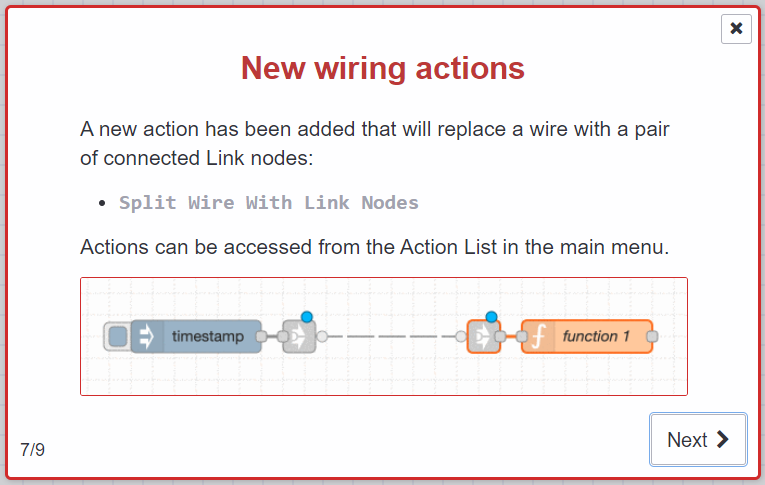 New wiring actions
A new action has been added that will replace a wire with a pair
of connected Link nodes:
Split Wire With Link Nodes
Actions can be accessed from the Action List in the main menu.
timestamp
function 1
Next
7/9